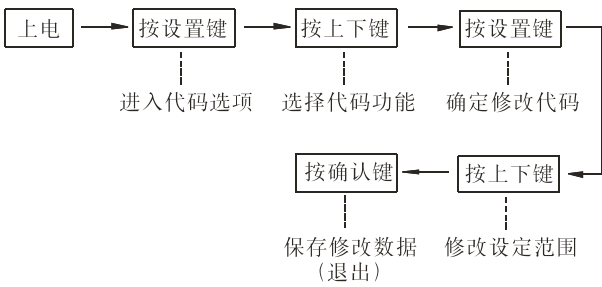 上电
按设置键
按上下键
按设置键
进入代码选项
选择代码功能
确定修改代码
按上下键
按确认键
修改设定范围
保存修改数据
（退出）